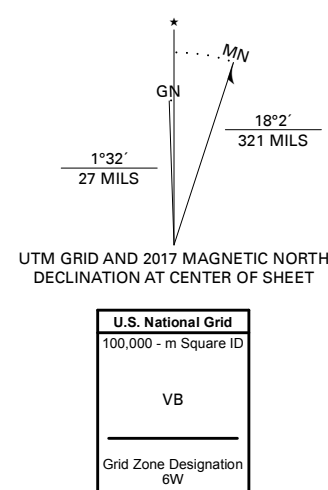 ★
MN
GN
18°2´
321 MILS
1°32´
27 MILS
UTM GRID AND 2017 MAGNETIC NORTH
DECLINATION AT CENTER OF SHEET
U.S. National Grid
100,000 - m Square ID
VB
Grid Zone Designation
6W